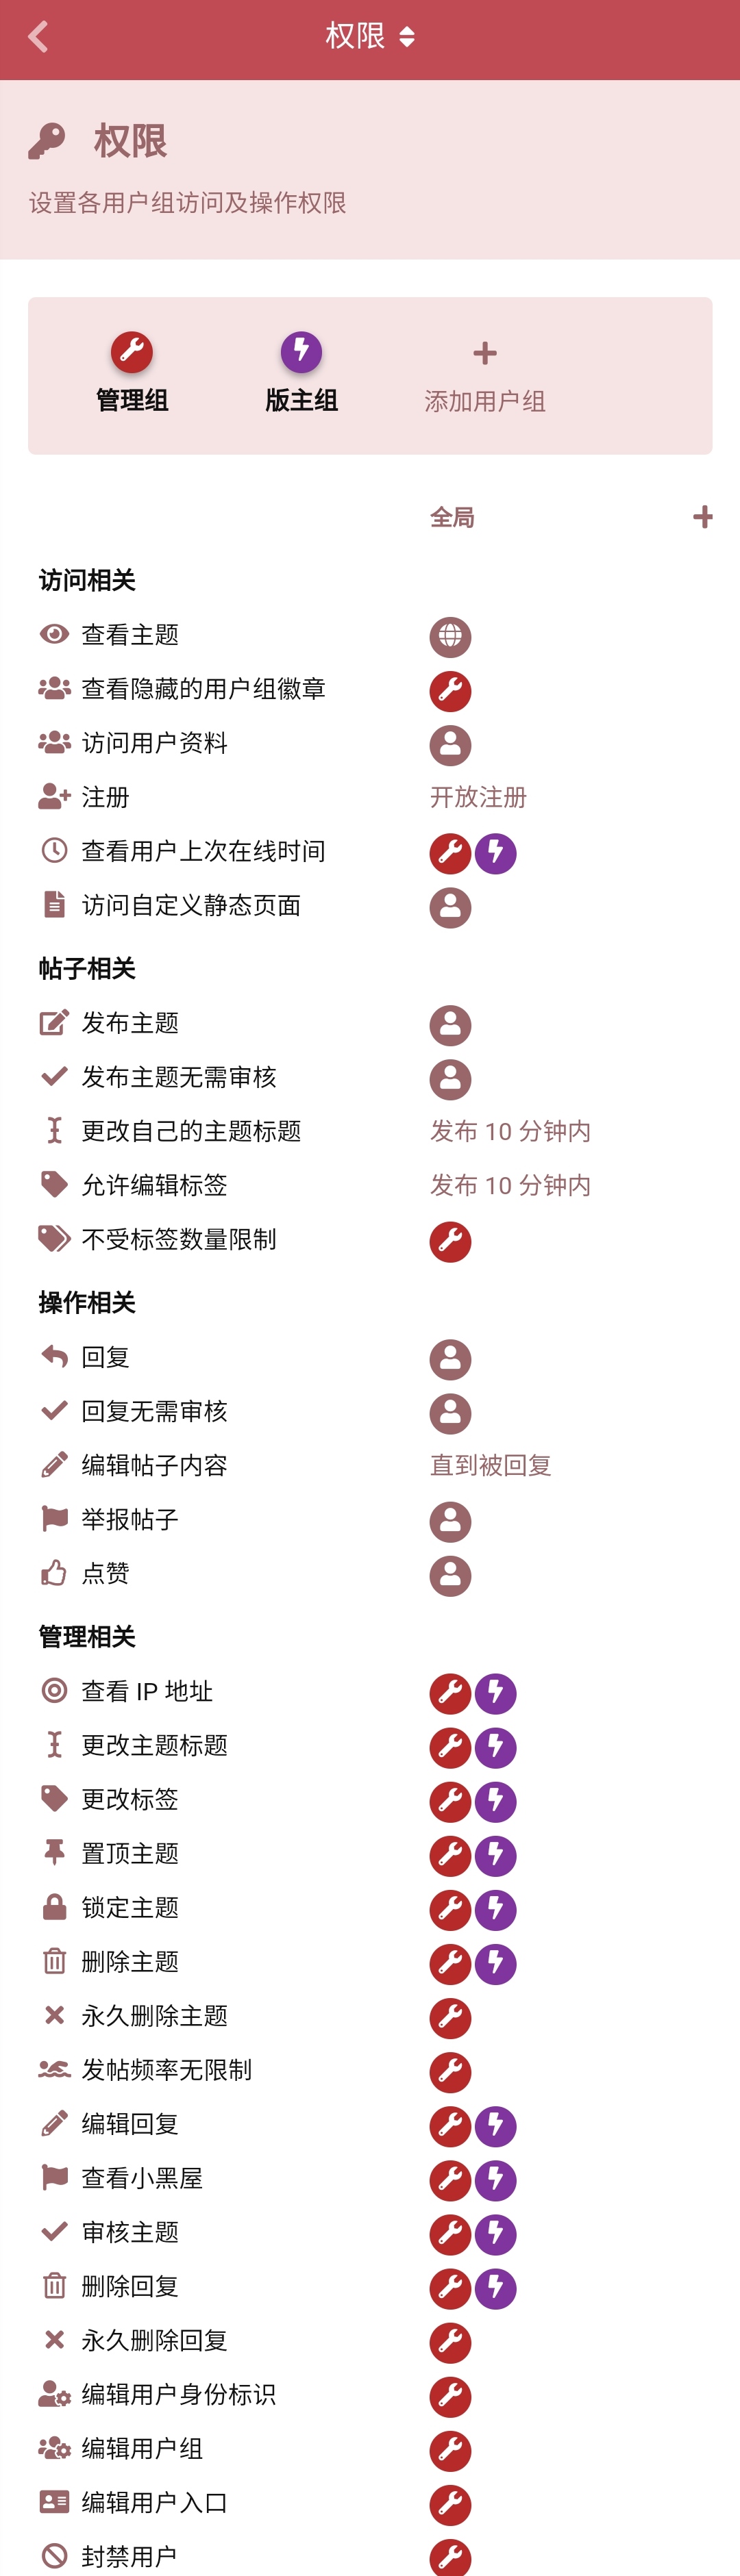 权限
权限
设置各用户组访问及操作权限
管理组 版主组 添加用户组
全局
访问相关
查看主题
查看隐藏的用户组徽章
访问用户资料
注册 开放注册
查看用户上次在线时间
访问自定义静态页面
帖子相关
发布主题
发布主题无需审核
更改自己的主题标题 发布 10 分钟内
允许编辑标签 发布 10 分钟内
不受标签数量限制
操作相关
回复
回复无需审核
编辑帖子内容 直到被回复
举报帖子
点赞
管理相关
查看 IP 地址
更改主题标题
更改标签
置顶主题
锁定主题
删除主题
永久删除主题
发帖频率无限制
编辑回复
查看小黑屋
审核主题
删除回复
永久删除回复
编辑用户身份标识
编辑用户组
编辑用户入口
封禁用户